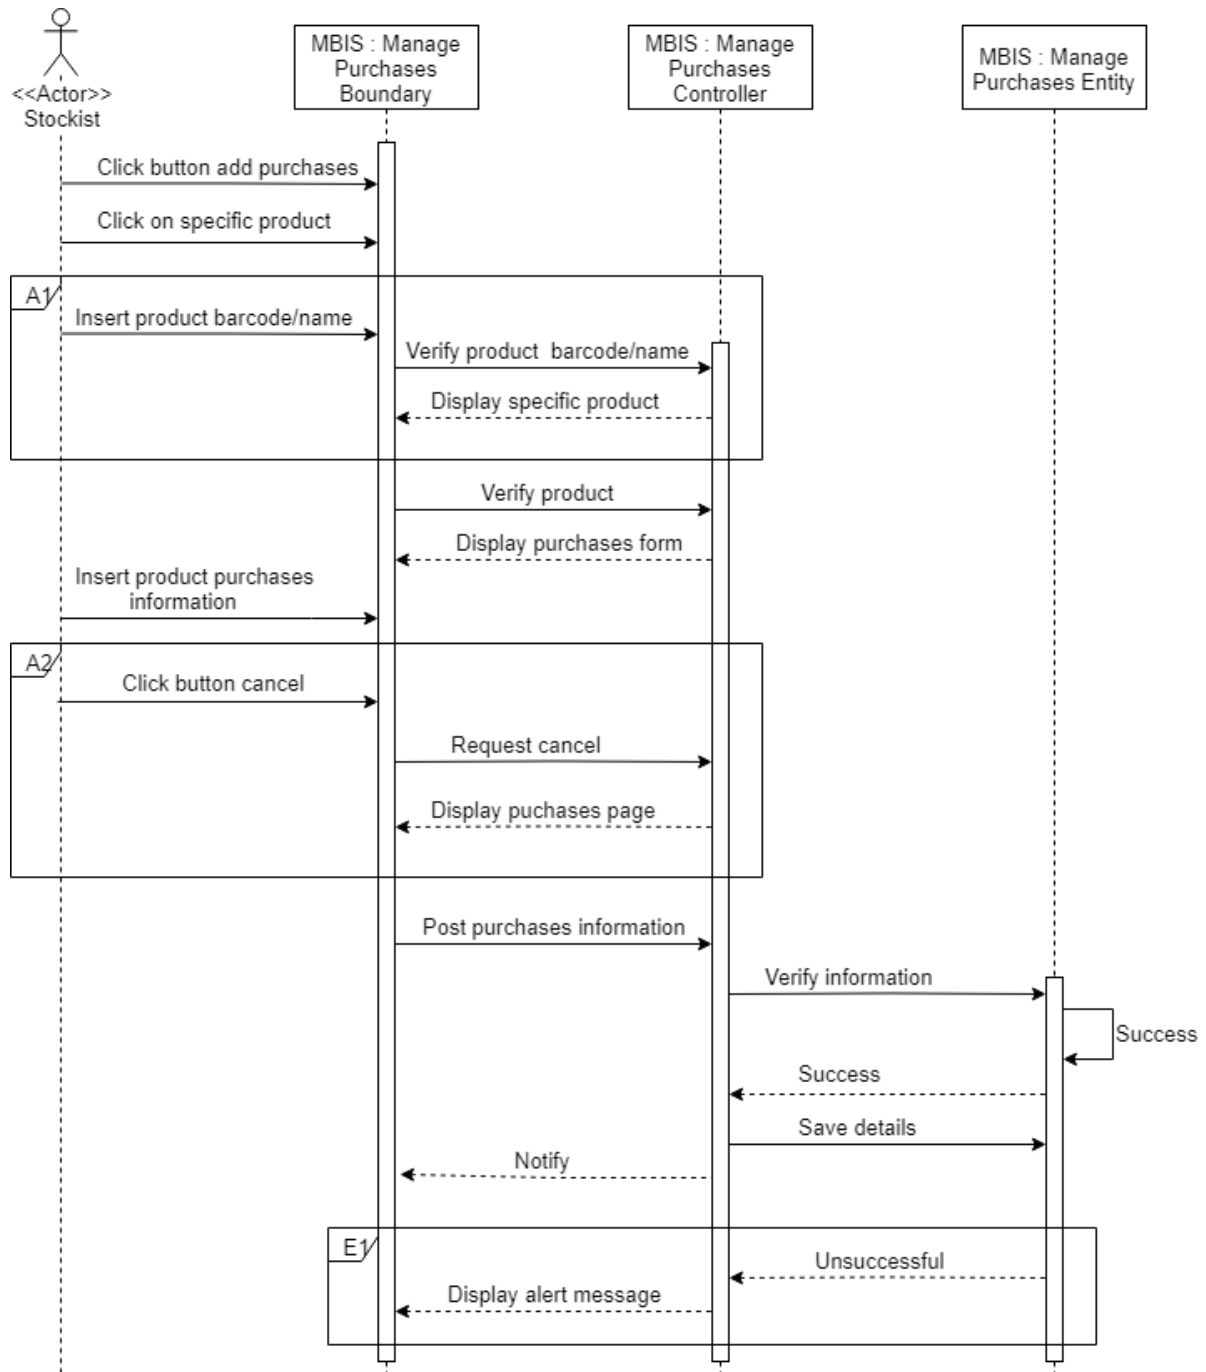 <<Actor>>
Stockist
MBIS : Manage
Purchases
Boundary
MBIS : Manage
Purchases
Controller
MBIS : Manage
Purchases Entity
Click button add purchases
Click on specific product
A1
Insert product barcode/name
Verify product barcode/name
Display specific product
Verify product
Display purchases form
Insert product purchases
information
A2
Click button cancel
Request cancel
Display puchases page
Post purchases information
Verify information
Success
Success
Save details
Notify
E1
Unsuccessful
Display alert message